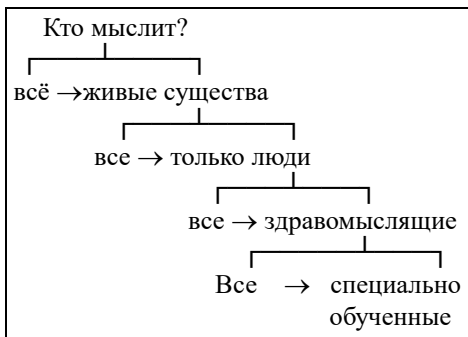 Кто мыслит?
всё →живые существа
все → только люди
все → здравомыслящие
Все → специально
обученные